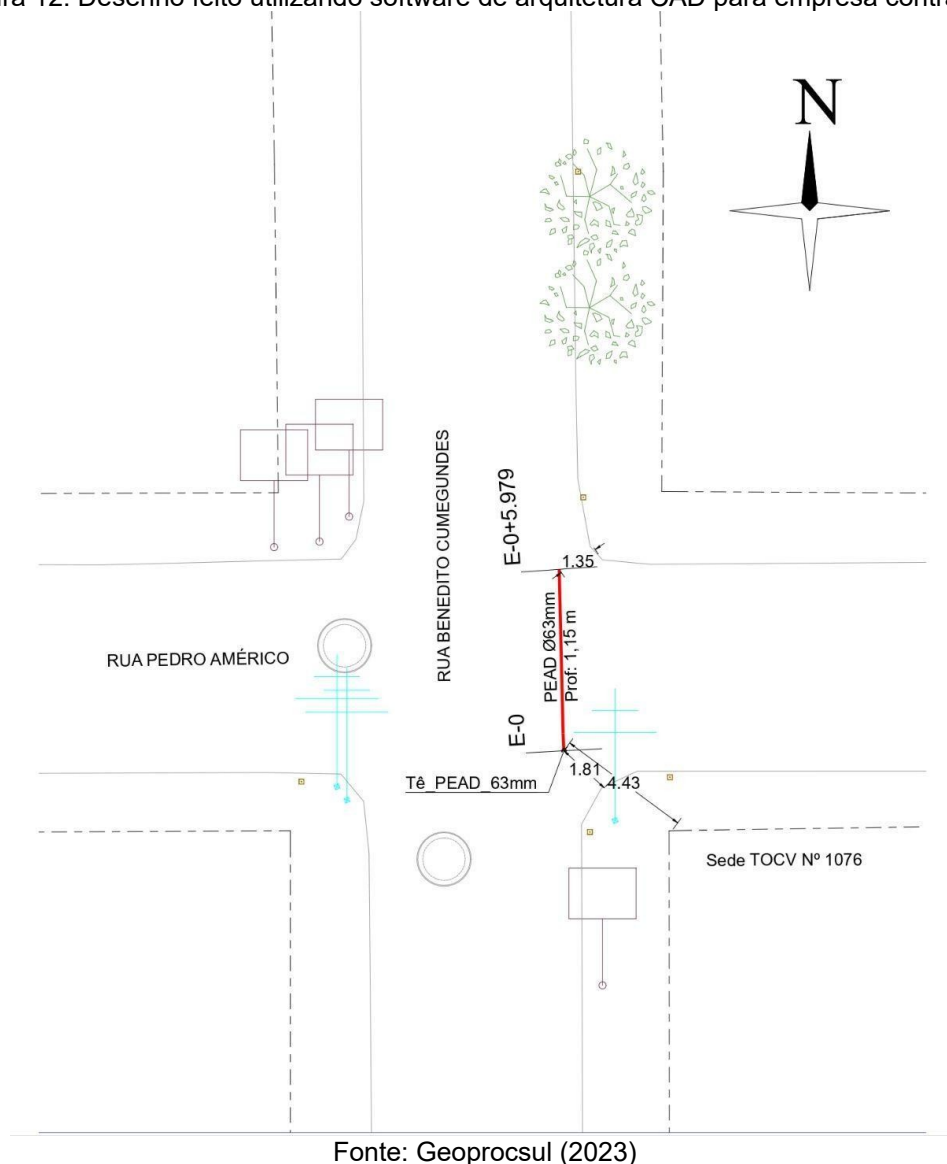 ra 12: Desenho feito utilizando software de arquitetura CAD para empresa contra
N
RUA BENEDITO CUMEGUNDES
E-0+5.979
1.35
PEAD Ø63mm
Prof: 1,15 m
RUA PEDRO AMÉRICO
E-0
Tê_PEAD_63mm
1.81
4.43
Sede TOCV Nº 1076
Fonte: Geoprocsul (2023)